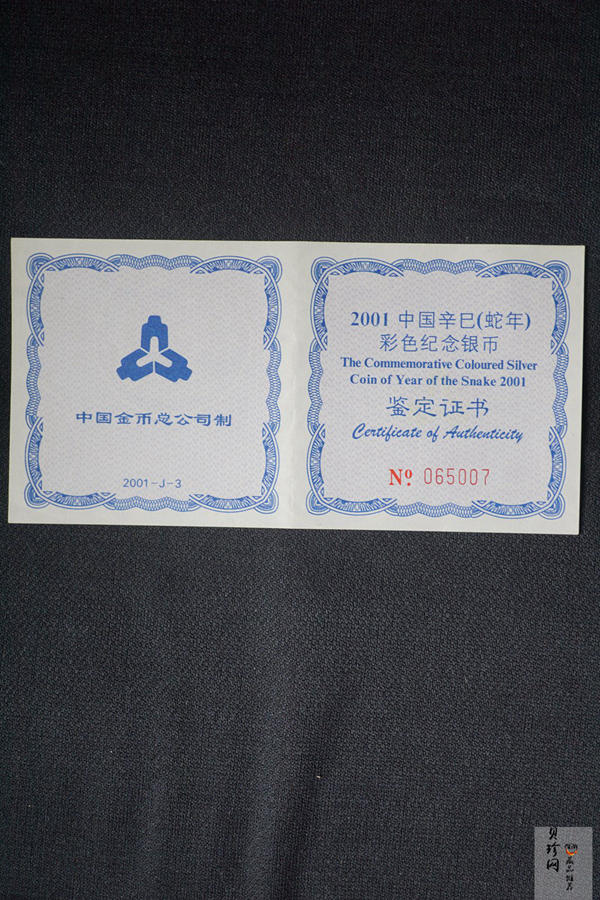 中国金币总公司制
2001-J-3
2001 中国辛巳(蛇年)
彩色纪念银币
The Commemorative Coloured Silver
Coin of Year of the Snake 2001
鉴定证书
Certificate of Authenticity
Nº 065007
贝珍网